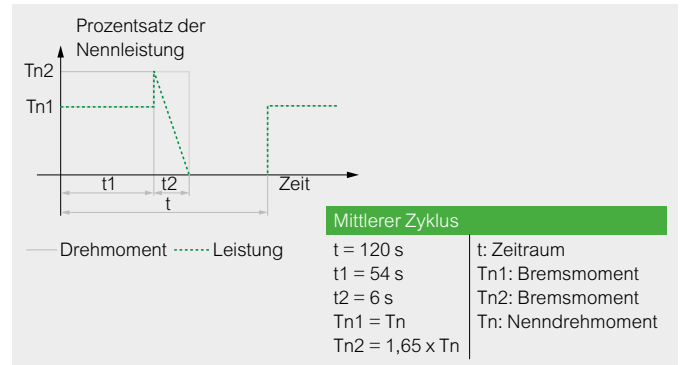 Prozentsatz der
Nennleistung
Tn2
Tn1
t1 t2 Zeit
t
Drehmoment Leistung
Mittlerer Zyklus
t = 120 s t: Zeitraum
t1 = 54 s Tn1: Bremsmoment
t2 = 6 s Tn2: Bremsmoment
Tn1 = Tn Tn: Nenndrehmoment
Tn2 = 1,65 x Tn